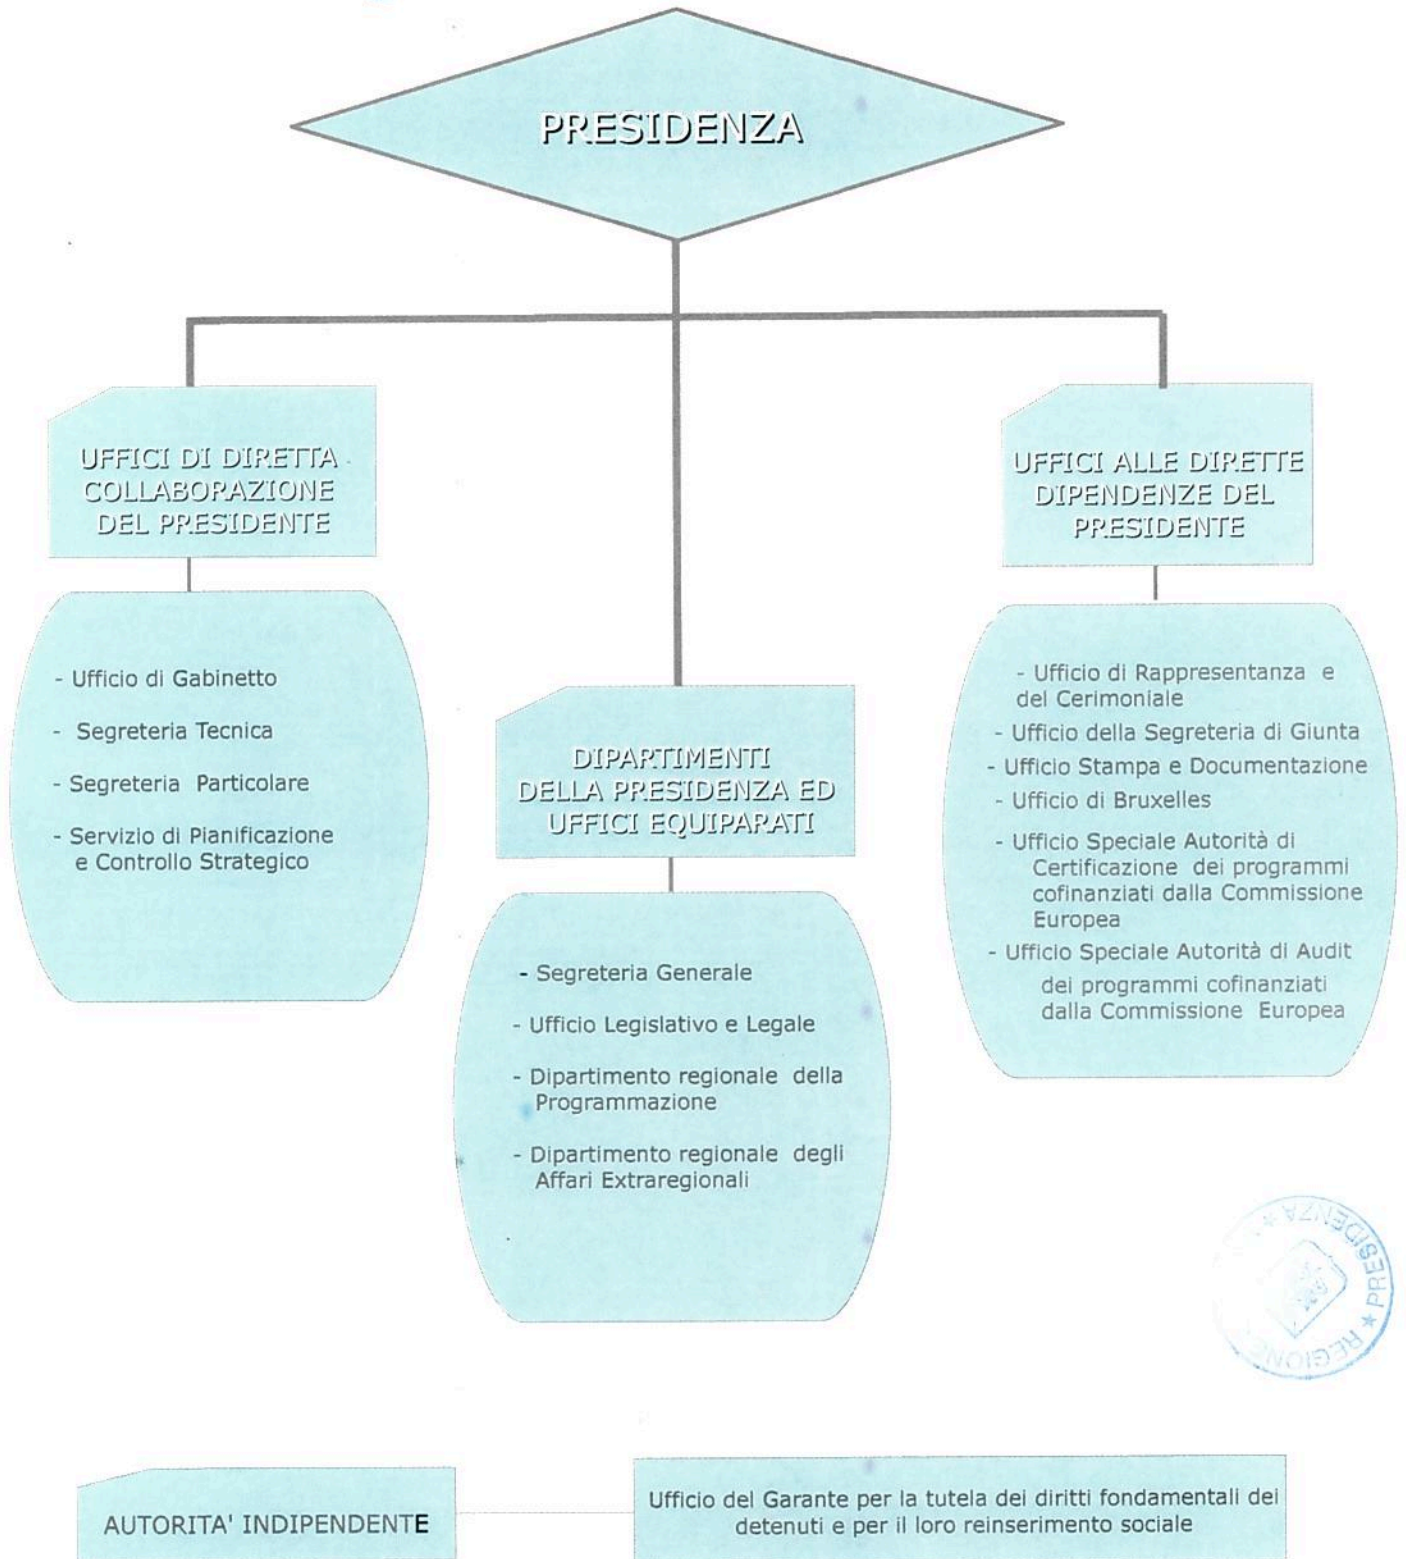 PRESIDENZA
UFFICI DI DIRETTA
COLLABORAZIONE
DEL PRESIDENTE
- Ufficio di Gabinetto
- Segreteria Tecnica
- Segreteria Particolare
- Servizio di Pianificazione
e Controllo Strategico
DIPARTIMENTI
DELLA PRESIDENZA ED
UFFICI EQUIPARATI
- Segreteria Generale
- Ufficio Legislativo e Legale
- Dipartimento regionale della
Programmazione
- Dipartimento regionale degli
Affari Extraregionali
UFFICI ALLE DIRETTE
DIPENDENZE DEL
PRESIDENTE
- Ufficio di Rappresentanza e
del Cerimoniale
- Ufficio della Segreteria di Giunta
- Ufficio Stampa e Documentazione
- Ufficio di Bruxelles
- Ufficio Speciale Autorità di
Certificazione dei programmi
cofinanziati dalla Commissione
Europea
- Ufficio Speciale Autorità di Audit
dei programmi cofinanziati
dalla Commissione Europea
REGIONE * PRESIDENZA *
AUTORITA' INDIPENDENTE
Ufficio del Garante per la tutela dei diritti fondamentali dei
detenuti e per il loro reinserimento sociale